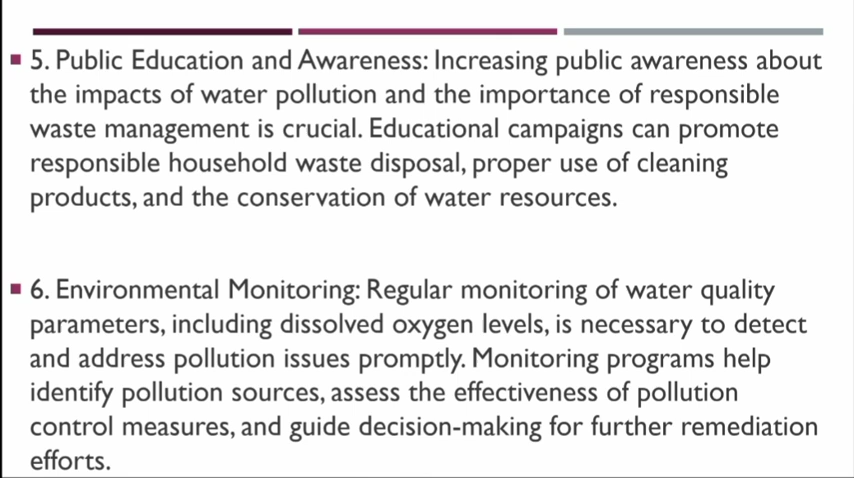 5. Public Education and Awareness: Increasing public awareness about
the impacts of water pollution and the importance of responsible
waste management is crucial. Educational campaigns can promote
responsible household waste disposal, proper use of cleaning
products, and the conservation of water resources.
6. Environmental Monitoring: Regular monitoring of water quality
parameters, including dissolved oxygen levels, is necessary to detect
and address pollution issues promptly. Monitoring programs help
identify pollution sources, assess the effectiveness of pollution
control measures, and guide decision-making for further remediation
efforts.